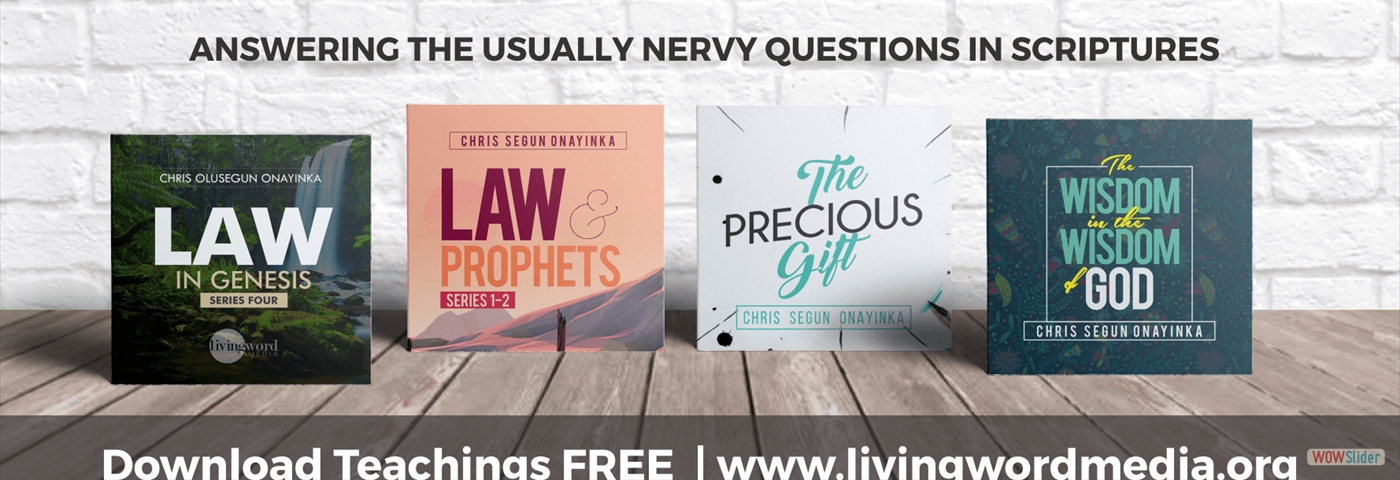 ANSWERING THE USUALLY NERVY QUESTIONS IN SCRIPTURES
CHRIS OLUSEGUN ONAYINKA
LAW
IN GENESIS
SERIES FOUR
livingword
MEDIA
CHRIS SEGUN ONAYINKA
LAW &
PROPHETS
SERIES 1-2
The
PRECIOUS
Gift
CHRIS SEGUN ONAYINKA
The
WISDOM
in the
WISDOM
of GOD
CHRIS SEGUN ONAYINKA
Download Teachings FREE | www.livingwordmedia.org
WOWSlider